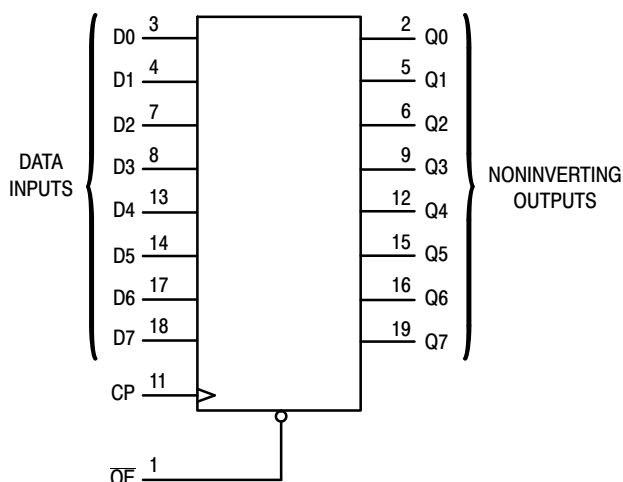 D0 3 2 Q0
D1 4 5 Q1
D2 7 6 Q2
D3 8 9 Q3
DATA INPUTS
NONINVERTING OUTPUTS
D4 13 12 Q4
D5 14 15 Q5
D6 17 16 Q6
D7 18 19 Q7
CP 11
OE 1